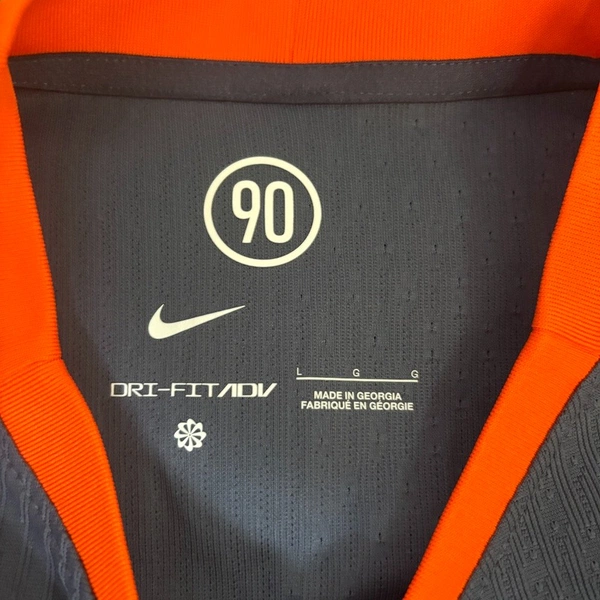 90
DRI-FIT ADV
L G G
MADE IN GEORGIA
FABRIQUÉ EN GÉORGIE